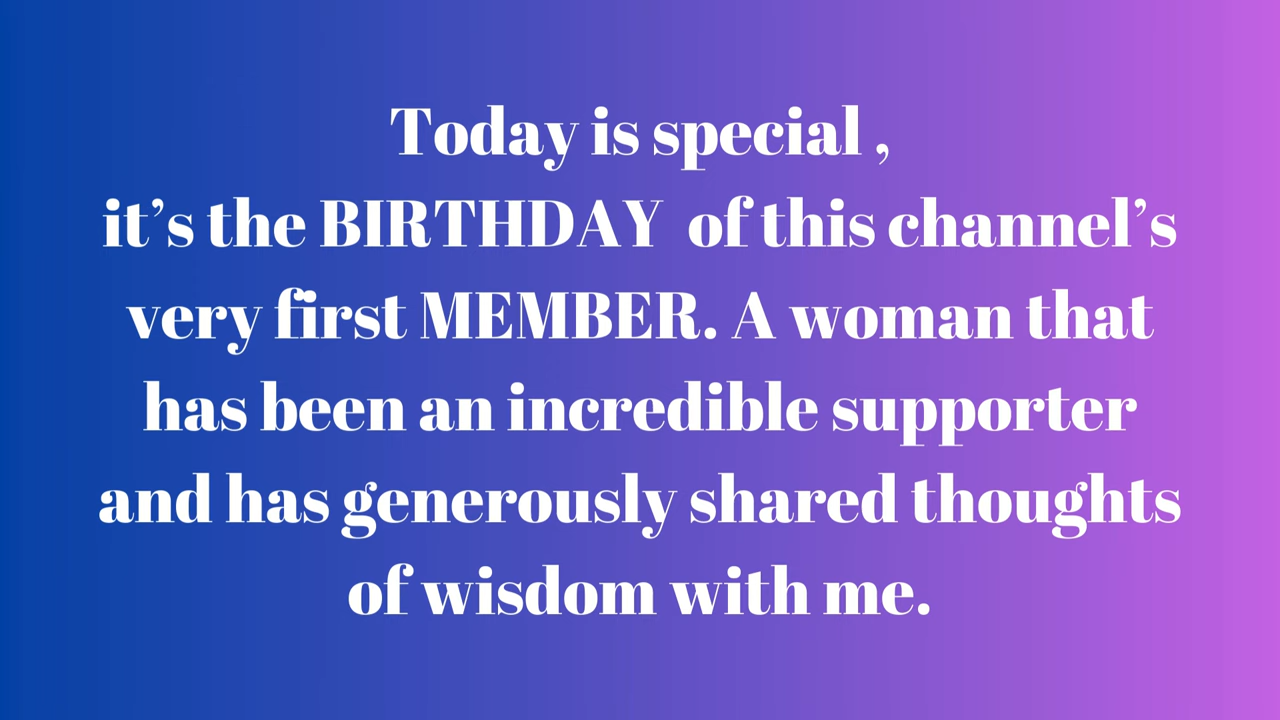 Today is special ,
it’s the BIRTHDAY  of this channel’s
very first MEMBER. A woman that
has been an incredible supporter
and has generously shared thoughts
of wisdom with me.